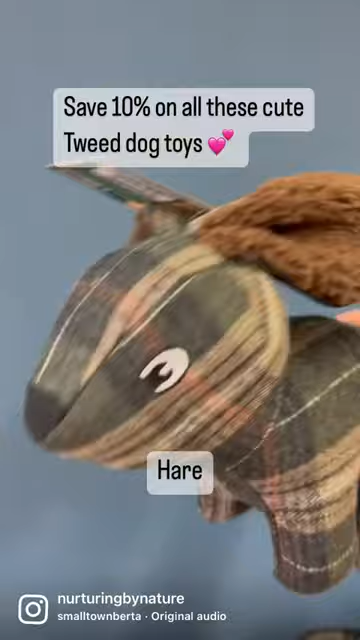 Save 10% on all these cute
Tweed dog toys 💕
Hare
nurturingbynature
smalltownberta · Original audio